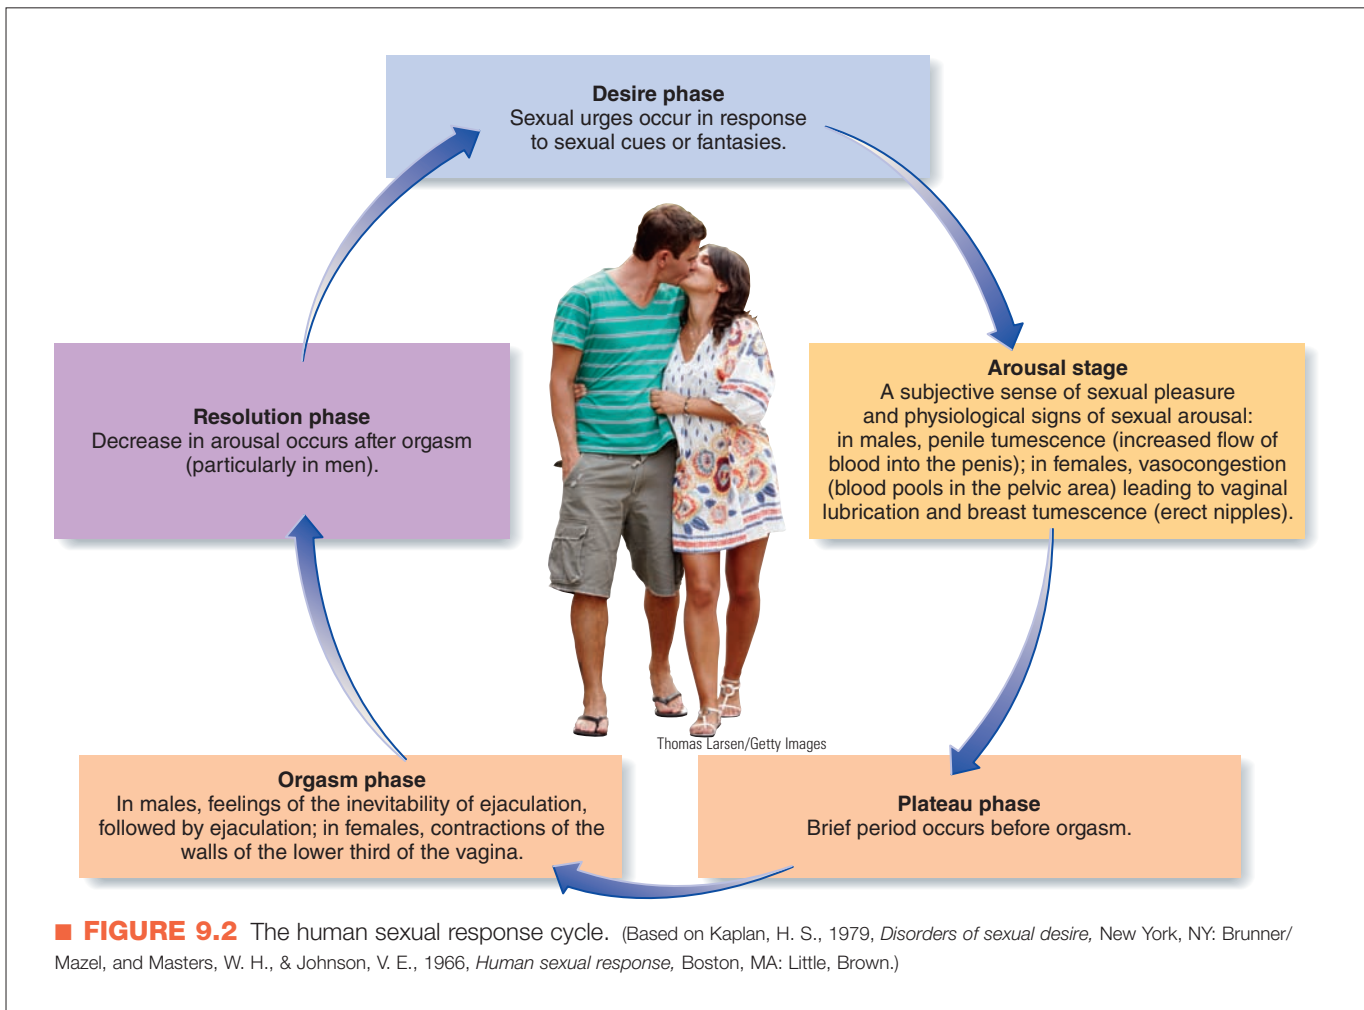 Desire phase
Sexual urges occur in response
to sexual cues or fantasies.
Arousal stage
A subjective sense of sexual pleasure
and physiological signs of sexual arousal:
in males, penile tumescence (increased flow of
blood into the penis); in females, vasocongestion
(blood pools in the pelvic area) leading to vaginal
lubrication and breast tumescence (erect nipples).
Plateau phase
Brief period occurs before orgasm.
Orgasm phase
In males, feelings of the inevitability of ejaculation,
followed by ejaculation; in females, contractions of the
walls of the lower third of the vagina.
Resolution phase
Decrease in arousal occurs after orgasm
(particularly in men).
Thomas Larsen/Getty Images
■ FIGURE 9.2 The human sexual response cycle. (Based on Kaplan, H. S., 1979, Disorders of sexual desire, New York, NY: Brunner/
Mazel, and Masters, W. H., & Johnson, V. E., 1966, Human sexual response, Boston, MA: Little, Brown.)